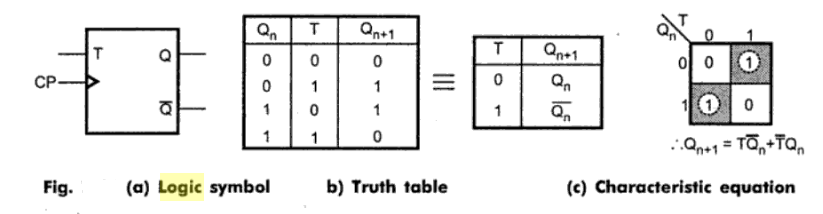 T Q
CP
Q̅
Qₙ T Qₙ₊₁
0 0 0
0 1 1
1 0 1
1 1 0
≡
T Qₙ₊₁
0 Qₙ
1 Q̅ₙ
T
Qₙ 0 1
0 0 1
1 1 0
∴Qₙ₊₁ = TQ̅ₙ+T̅Qₙ
Fig. (a) Logic symbol b) Truth table (c) Characteristic equation